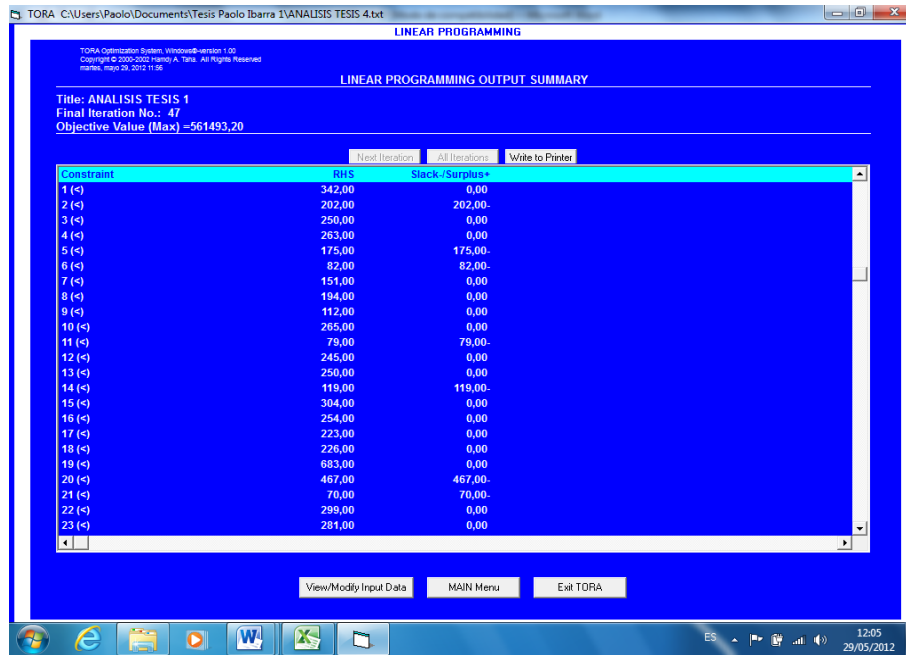 TORA C:\Users\Paolo\Documents\Tesis Paolo Ibarra 1\ANALISIS TESIS 4.txt
LINEAR PROGRAMMING
TORA Optimization System, Windows®-version 1.00
Copyright © 2000-2002 Hamdy A. Taha. All Rights Reserved
martes, mayo 29, 2012 11:56
LINEAR PROGRAMMING OUTPUT SUMMARY
Title: ANALISIS TESIS 1
Final Iteration No.: 47
Objective Value (Max) =561493,20
Next Iteration All Iterations Write to Printer
Constraint RHS Slack-/Surplus+
1 (<) 342,00 0,00
2 (<) 202,00 202,00-
3 (<) 250,00 0,00
4 (<) 263,00 0,00
5 (<) 175,00 175,00-
6 (<) 82,00 82,00-
7 (<) 151,00 0,00
8 (<) 194,00 0,00
9 (<) 112,00 0,00
10 (<) 265,00 0,00
11 (<) 79,00 79,00-
12 (<) 245,00 0,00
13 (<) 250,00 0,00
14 (<) 119,00 119,00-
15 (<) 304,00 0,00
16 (<) 254,00 0,00
17 (<) 223,00 0,00
18 (<) 226,00 0,00
19 (<) 683,00 0,00
20 (<) 467,00 467,00-
21 (<) 70,00 70,00-
22 (<) 299,00 0,00
23 (<) 281,00 0,00
View/Modify Input Data MAIN Menu Exit TORA
ES 12:05
29/05/2012